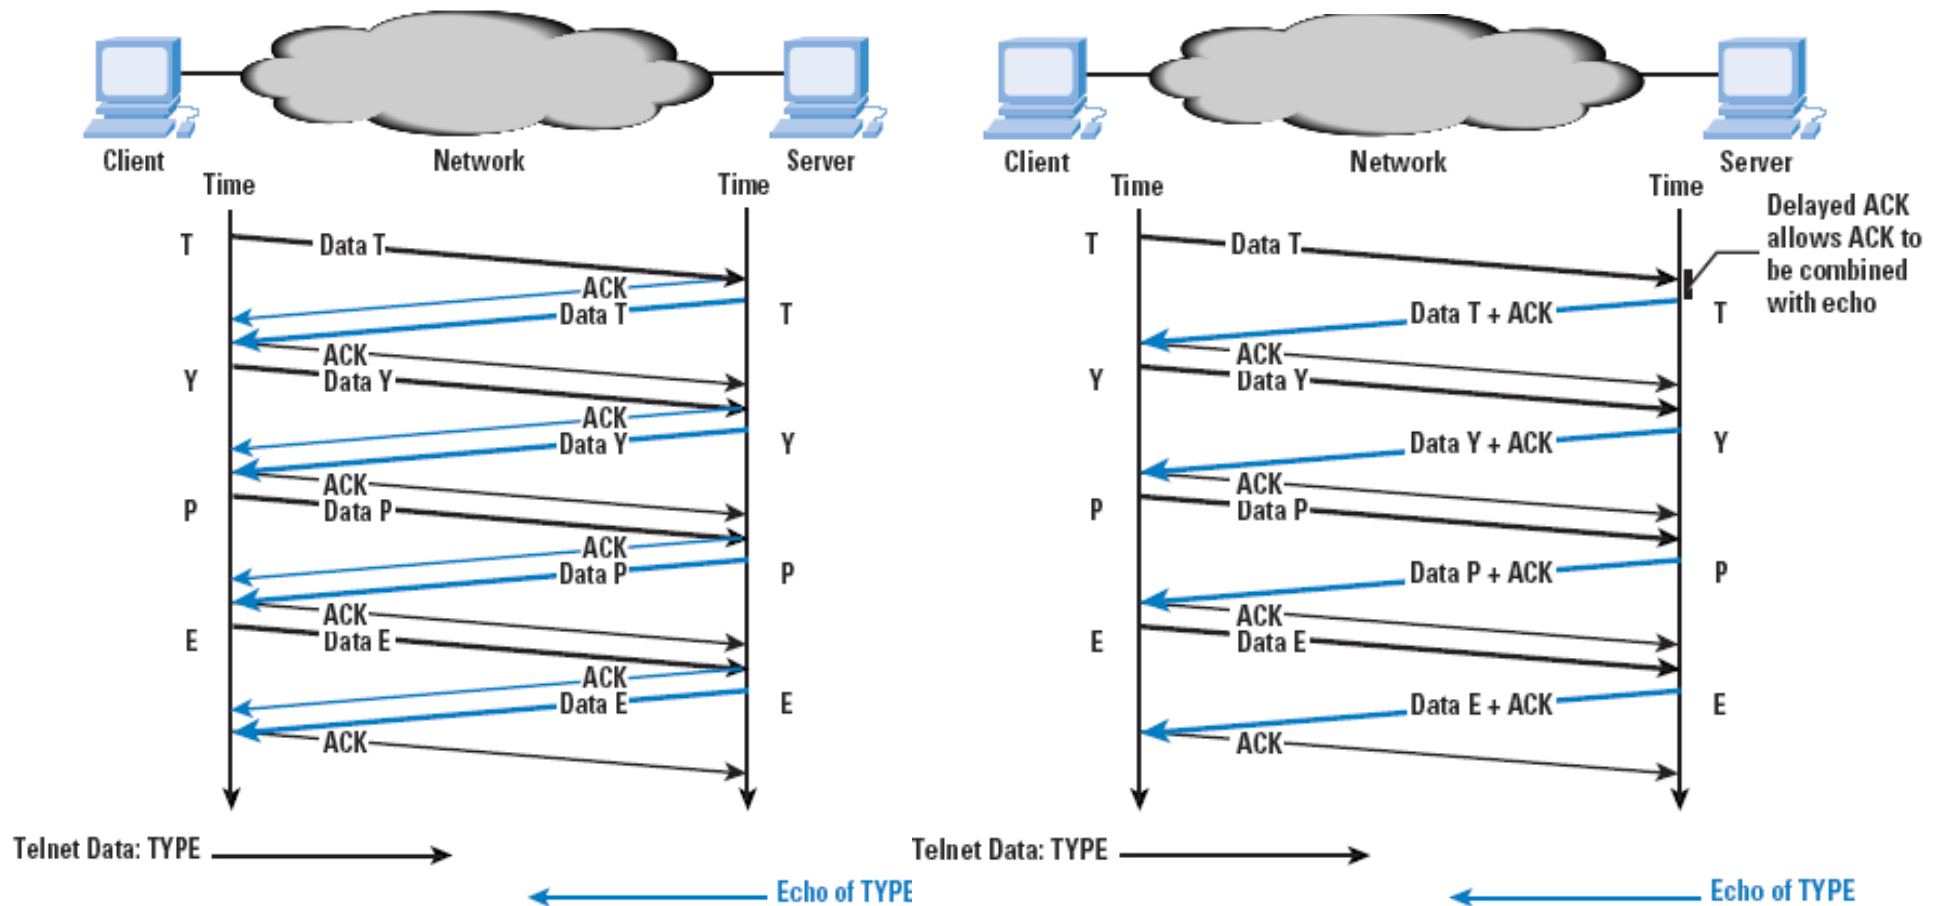 Client
Network
Server
Time
Time
T
Data T
ACK
Data T
T
ACK
Y
Data Y
ACK
Data Y
Y
ACK
P
Data P
ACK
Data P
P
ACK
E
Data E
ACK
Data E
E
ACK
Telnet Data: TYPE
Echo of TYPE
Client
Network
Server
Time
Time
Delayed ACK
allows ACK to
be combined
with echo
T
Data T
Data T + ACK
T
ACK
Y
Data Y
Data Y + ACK
Y
ACK
P
Data P
Data P + ACK
P
ACK
E
Data E
Data E + ACK
E
ACK
Telnet Data: TYPE
Echo of TYPE